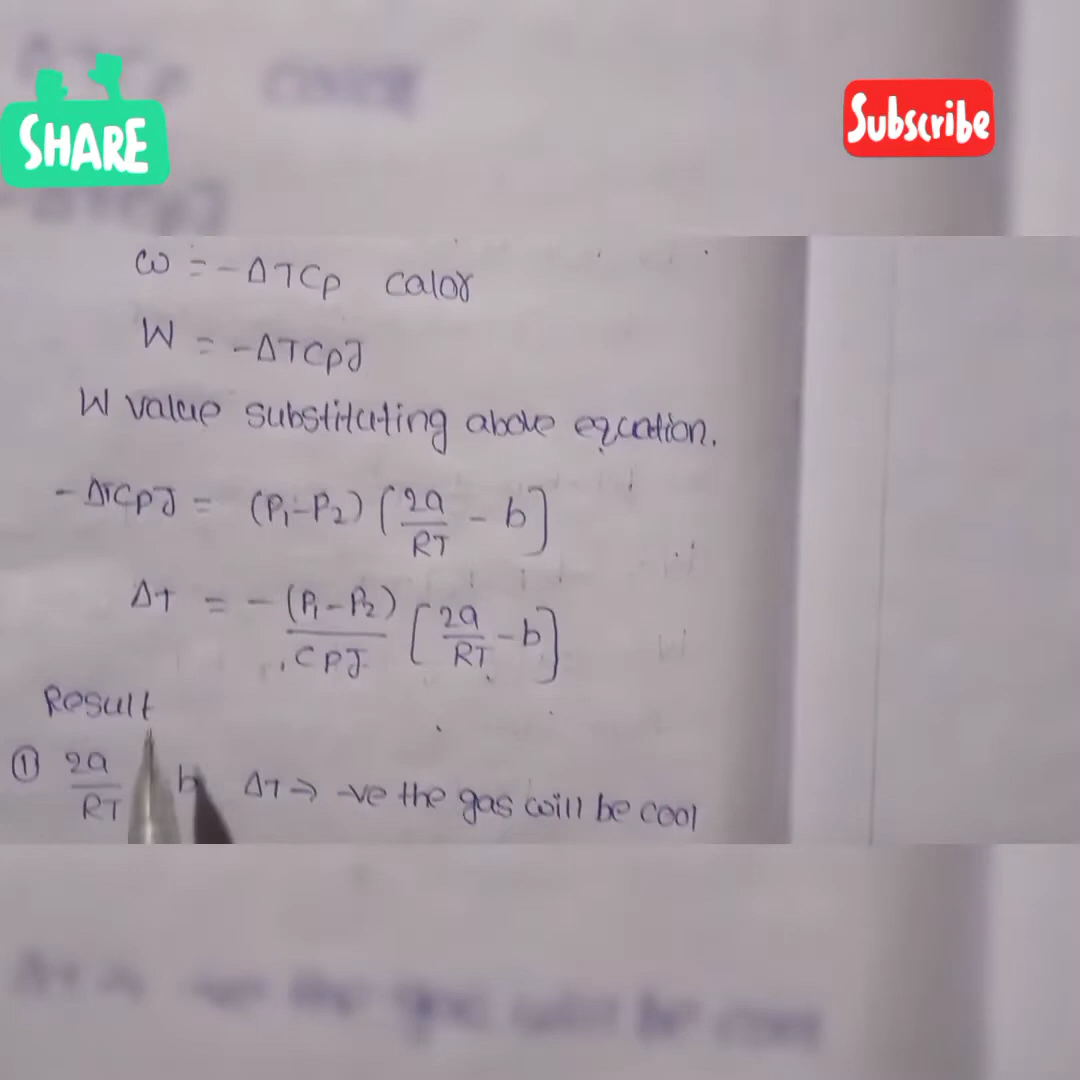 SHARE
Subscribe
ω = -ΔTCp calor
W = -ΔTCpJ
W value substituting above equation.
-ΔTCpJ = (P₁-P₂) [2a/RT - b]
ΔT = -(P₁-P₂)/CpJ [2a/RT - b]
Result
① 2a/RT b ΔT → -ve the gas will be cool